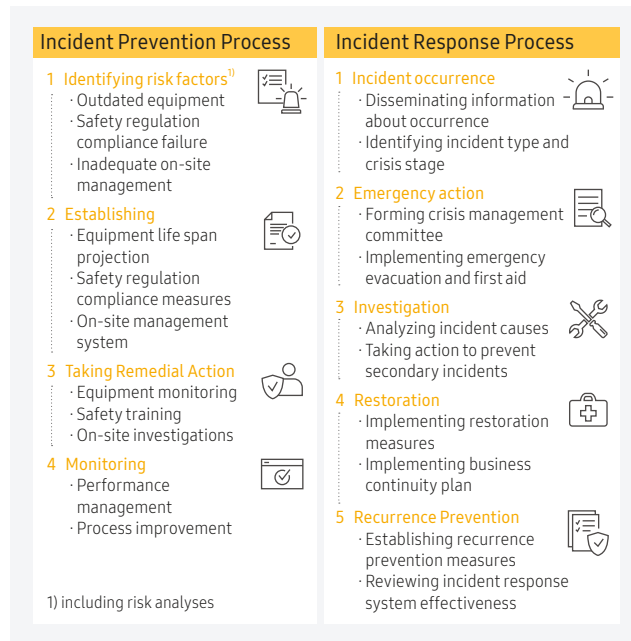 Incident Prevention Process
1 Identifying risk factors1)
· Outdated equipment
· Safety regulation
compliance failure
· Inadequate on-site
management
2 Establishing
· Equipment life span
projection
· Safety regulation
compliance measures
· On-site management
system
3 Taking Remedial Action
· Equipment monitoring
· Safety training
· On-site investigations
4 Monitoring
· Performance
management
· Process improvement
1) including risk analyses
Incident Response Process
1 Incident occurrence
· Disseminating information
about occurrence
· Identifying incident type and
crisis stage
2 Emergency action
· Forming crisis management
committee
· Implementing emergency
evacuation and first aid
3 Investigation
· Analyzing incident causes
· Taking action to prevent
secondary incidents
4 Restoration
· Implementing restoration
measures
· Implementing business
continuity plan
5 Recurrence Prevention
· Establishing recurrence
prevention measures
· Reviewing incident response
system effectiveness